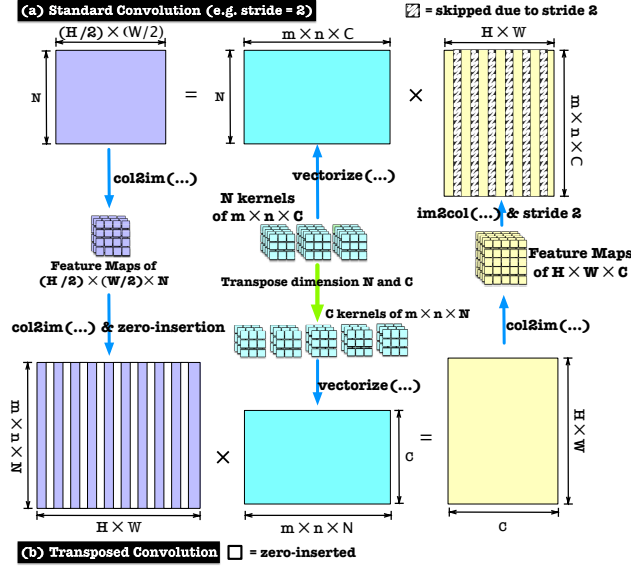 (a) Standard Convolution (e.g. stride = 2)
= skipped due to stride 2
(H/2)×(W/2)
m×n×C
H×W
N
=
N
×
m×n×C
col2im(...)
vectorize(...)
N kernels
of m×n×C
im2col(...) & stride 2
Feature Maps of
(H/2)×(W/2)×N
Transpose dimension N and C
Feature Maps
of H×W×C
C kernels of m×n×N
col2im(...) & zero-insertion
col2im(...)
vectorize(...)
m×n×N
×
C
=
H×W
H×W
m×n×N
C
(b) Transposed Convolution
= zero-inserted